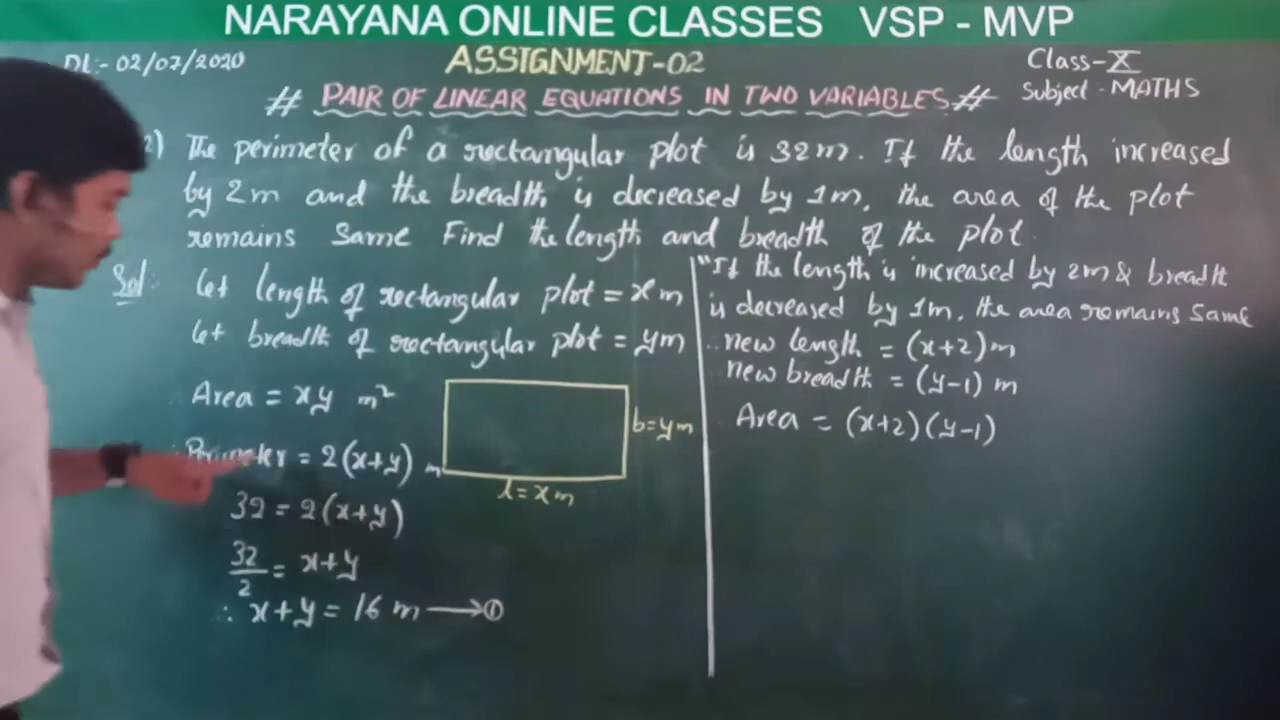 NARAYANA ONLINE CLASSES VSP - MVP
Dt:- 02/07/2020
ASSIGNMENT-02
Class-X
Subject - MATHS
# PAIR OF LINEAR EQUATIONS IN TWO VARIABLES #
2) The perimeter of a rectangular plot is 32m. If the length increased
by 2m and the breadth is decreased by 1m, the area of the plot
remains Same Find the length and breadth of the plot.
Sol:
Let length of rectangular plot = x m
let breadth of rectangular plot = y m
Area = xy m²
Perimeter = 2(x+y) m
32 = 2(x+y)
32/2 = x+y
∴ x+y = 16 m ⟶ ①
b=ym
l=xm
"If the length is increased by 2m & breadth
is decreased by 1m, the area remains same
new length = (x+2)m
new breadth = (y-1) m
Area = (x+2)(y-1)